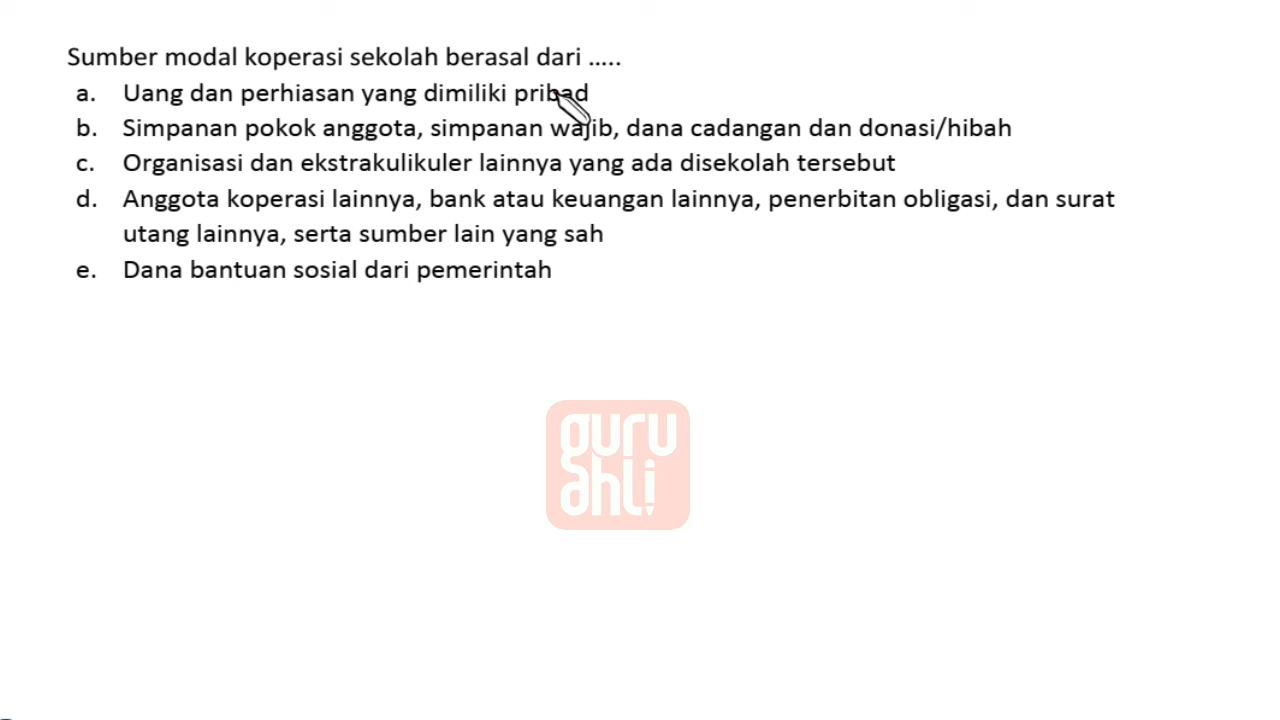 Sumber modal koperasi sekolah berasal dari .....
a. Uang dan perhiasan yang dimiliki pribad
b. Simpanan pokok anggota, simpanan wajib, dana cadangan dan donasi/hibah
c. Organisasi dan ekstrakulikuler lainnya yang ada disekolah tersebut
d. Anggota koperasi lainnya, bank atau keuangan lainnya, penerbitan obligasi, dan surat
utang lainnya, serta sumber lain yang sah
e. Dana bantuan sosial dari pemerintah
guru
ahli